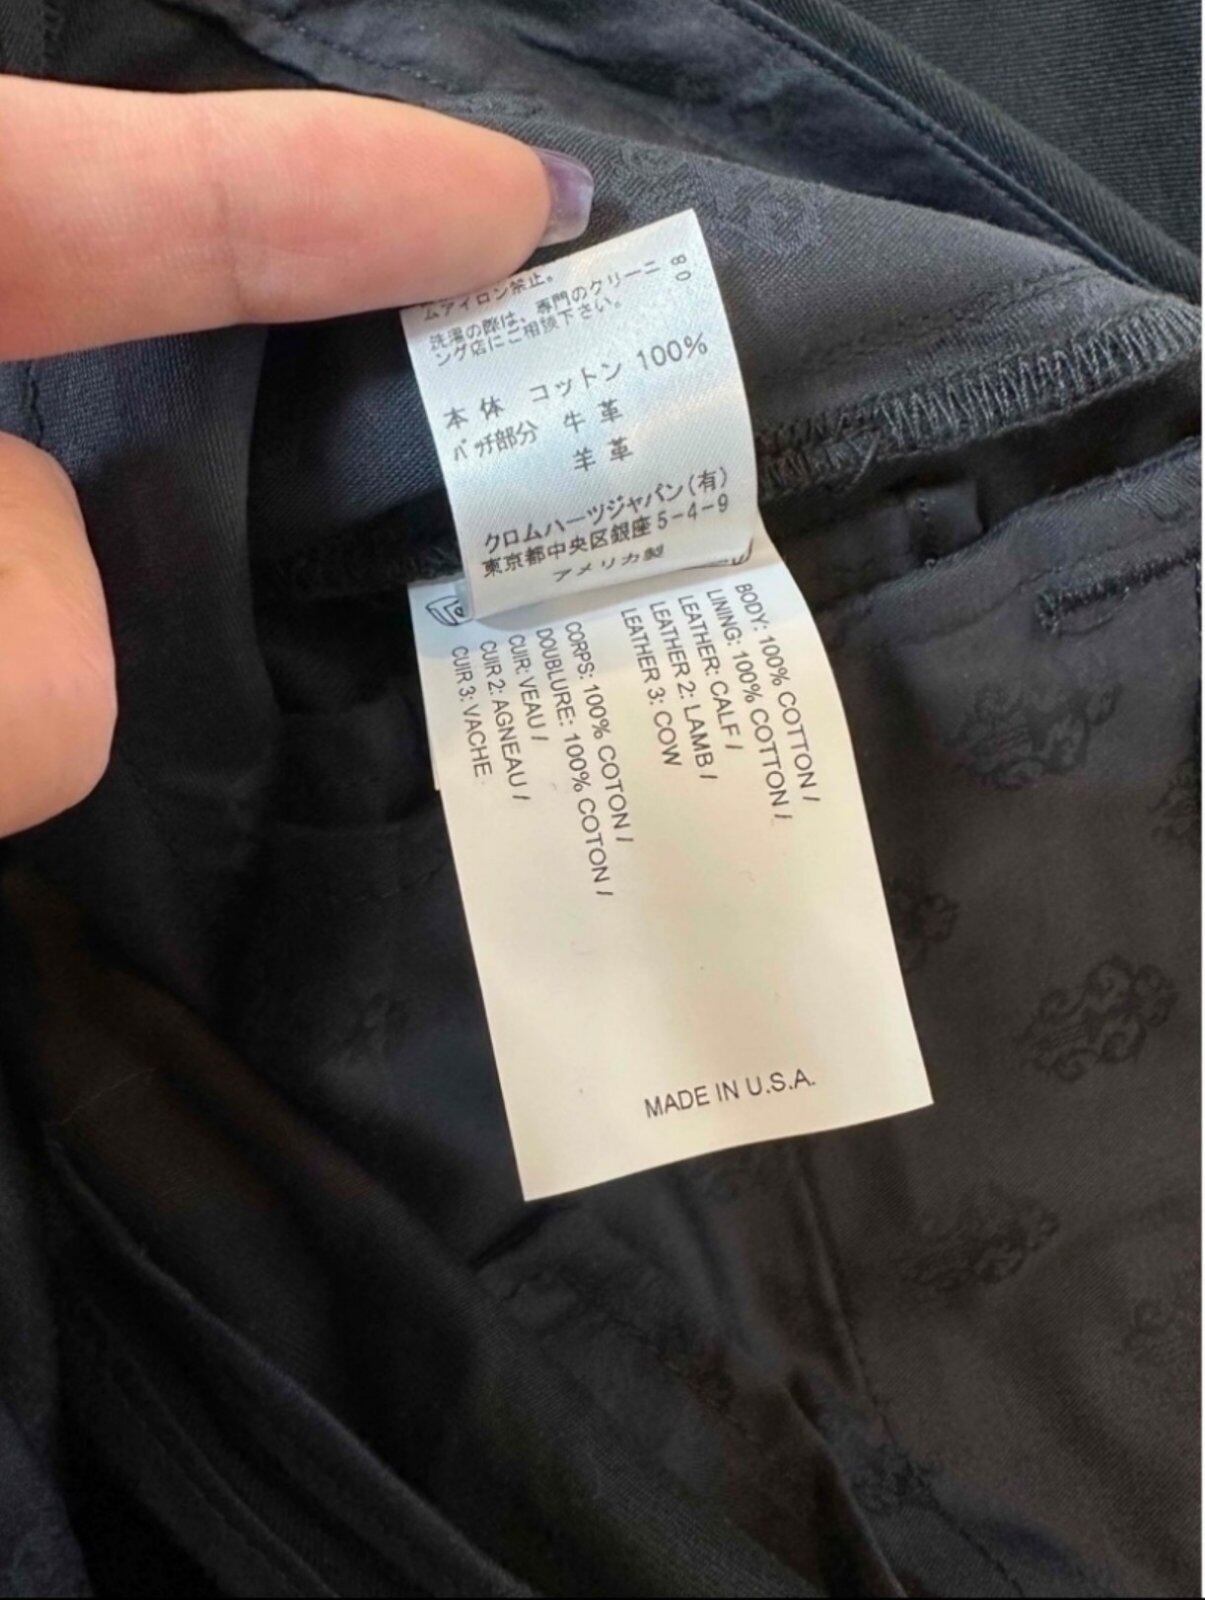 ムアイロン禁止。
洗濯の際は、専門のクリーニ
ング店にご相談下さい。
80
本体 コットン 100%
パッチ部分 牛革
羊革
クロムハーツジャパン(有)
東京都中央区銀座5-4-9
アメリカ製
BODY: 100% COTTON /
LINING: 100% COTTON /
LEATHER: CALF /
LEATHER 2: LAMB /
LEATHER 3: COW
CORPS: 100% COTON /
DOUBLURE: 100% COTON /
CUIR: VEAU /
CUIR 2: AGNEAU /
CUIR 3: VACHE
MADE IN U.S.A.